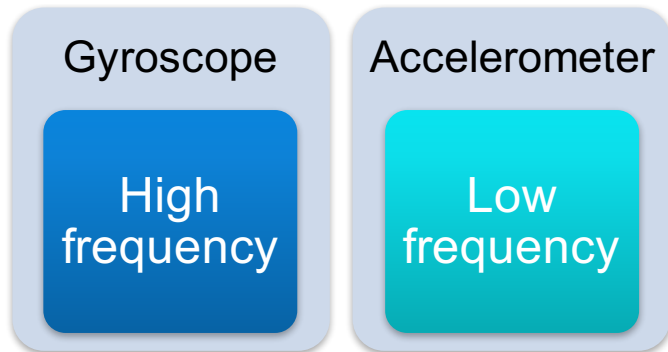 Gyroscope
High
frequency
Accelerometer
Low
frequency